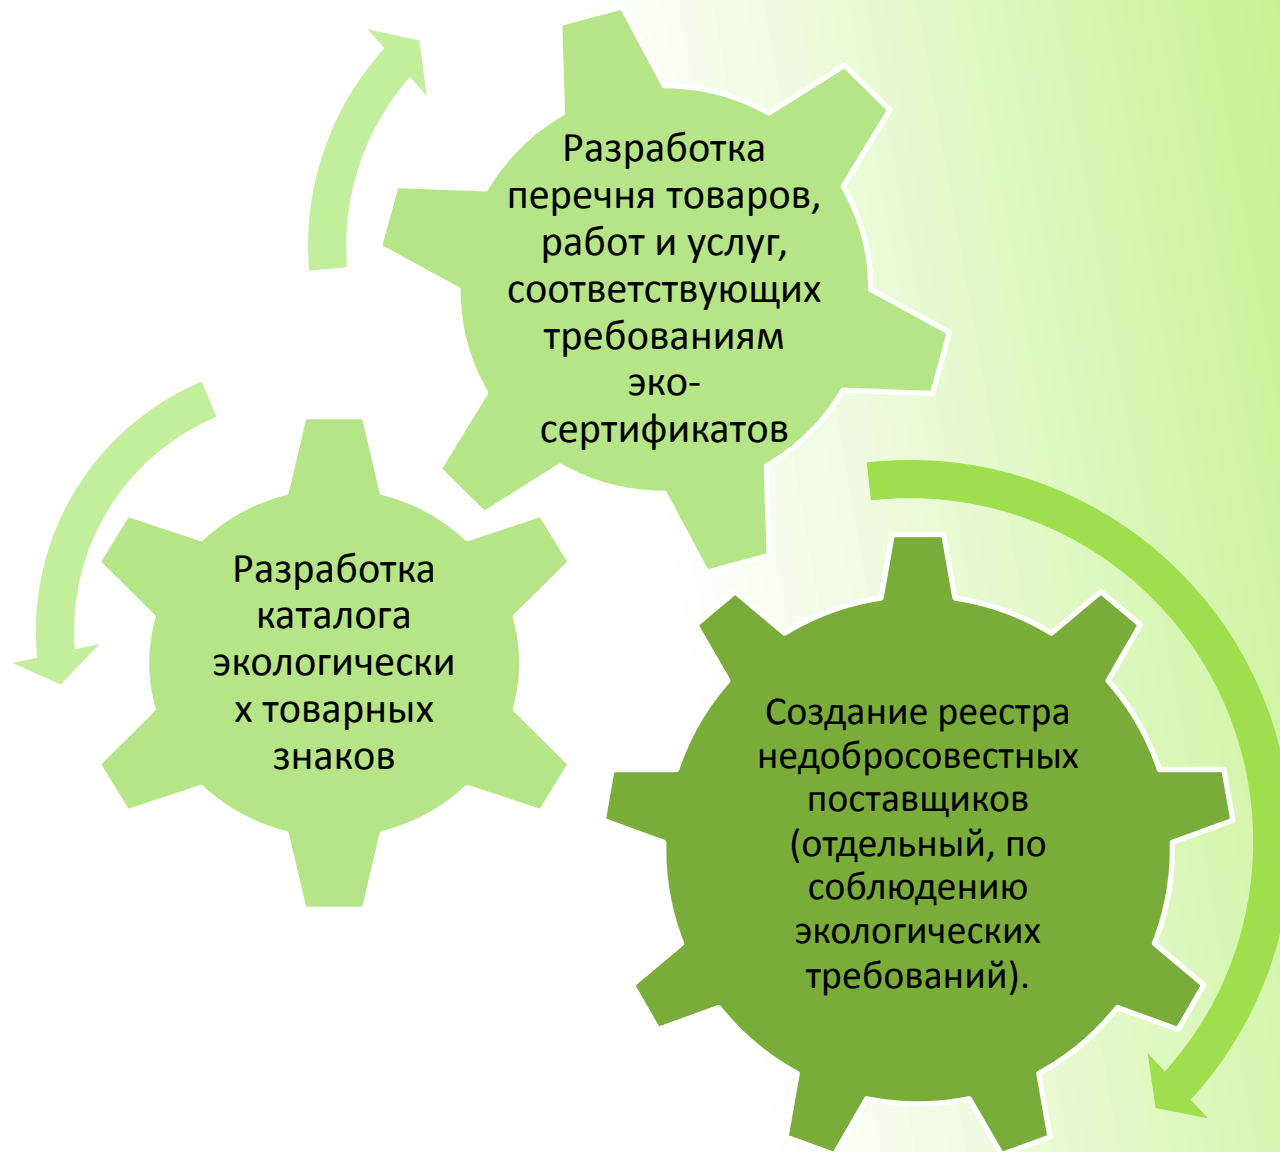 Разработка
перечня товаров,
работ и услуг,
соответствующих
требованиям
эко-
сертификатов
Разработка
каталога
экологически
х товарных
знаков
Создание реестра
недобросовестных
поставщиков
(отдельный, по
соблюдению
экологических
требований).